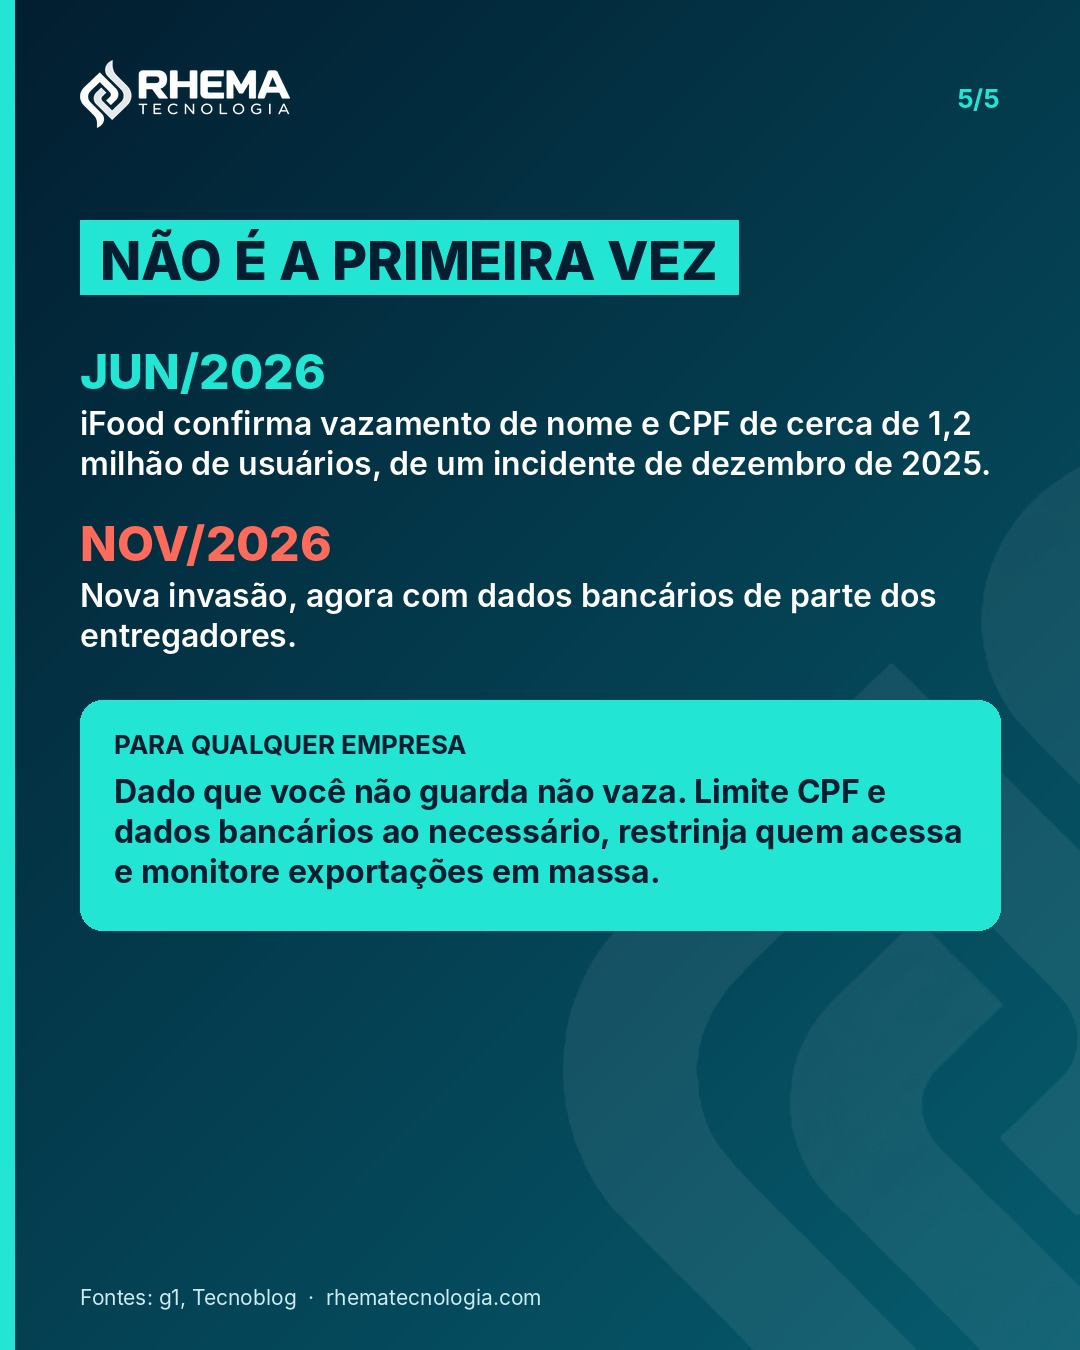 RHEMA
TECNOLOGIA
5/5
NÃO É A PRIMEIRA VEZ
JUN/2026
iFood confirma vazamento de nome e CPF de cerca de 1,2
milhão de usuários, de um incidente de dezembro de 2025.
NOV/2026
Nova invasão, agora com dados bancários de parte dos
entregadores.
PARA QUALQUER EMPRESA
Dado que você não guarda não vaza. Limite CPF e
dados bancários ao necessário, restrinja quem acessa
e monitore exportações em massa.
Fontes: g1, Tecnoblog · rhematecnologia.com